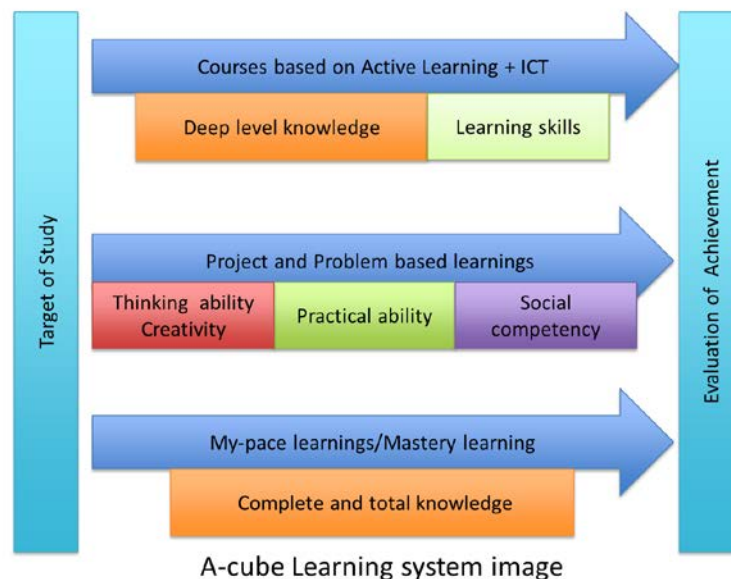 Target of Study
Courses based on Active Learning + ICT
Deep level knowledge
Learning skills
Project and Problem based learnings
Thinking ability
Creativity
Practical ability
Social
competency
My-pace learnings/Mastery learning
Complete and total knowledge
Evaluation of Achievement
A-cube Learning system image